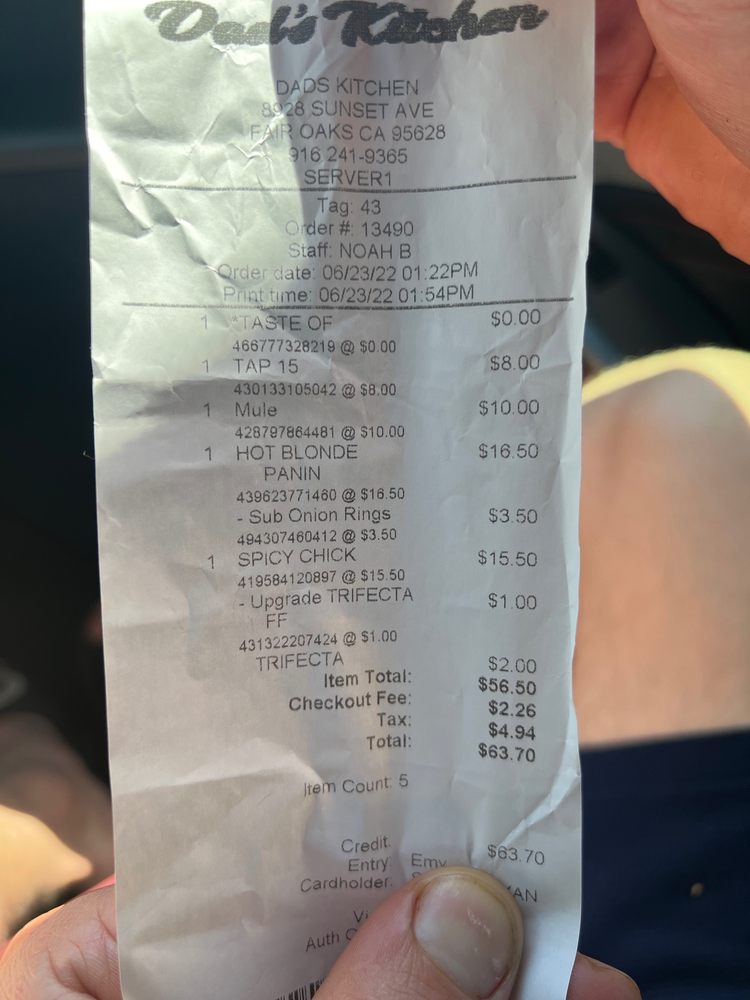 Dad's Kitchen
DADS KITCHEN
8928 SUNSET AVE
FAIR OAKS CA 95628
916 241-9365
SERVER1
Tag: 43
Order #: 13490
Staff: NOAH B
Order date: 06/23/22 01:22PM
Print time: 06/23/22 01:54PM
1 *TASTE OF $0.00
466777328219 @ $0.00
1 TAP 15 $8.00
430133105042 @ $8.00
1 Mule $10.00
428797864481 @ $10.00
1 HOT BLONDE $16.50
PANIN
439623771460 @ $16.50
- Sub Onion Rings $3.50
494307460412 @ $3.50
1 SPICY CHICK $15.50
419584120897 @ $15.50
- Upgrade TRIFECTA $1.00
FF
431322207424 @ $1.00
TRIFECTA $2.00
Item Total: $56.50
Checkout Fee: $2.26
Tax: $4.94
Total: $63.70
Item Count: 5
Credit: $63.70
Entry: Emv
Cardholder:
Auth